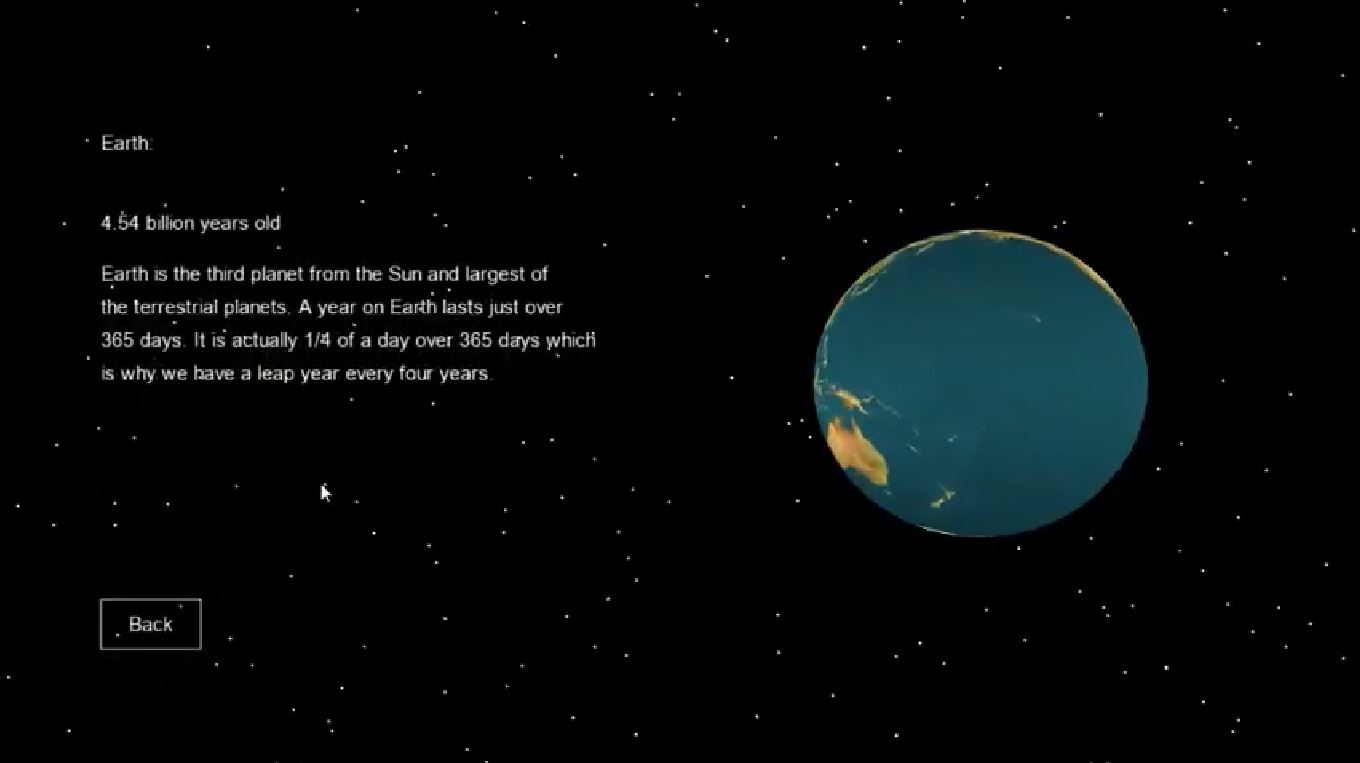 Earth:
4.54 billion years old
Earth is the third planet from the Sun and largest of
the terrestrial planets. A year on Earth lasts just over
365 days. It is actually 1/4 of a day over 365 days which
is why we have a leap year every four years.
Back